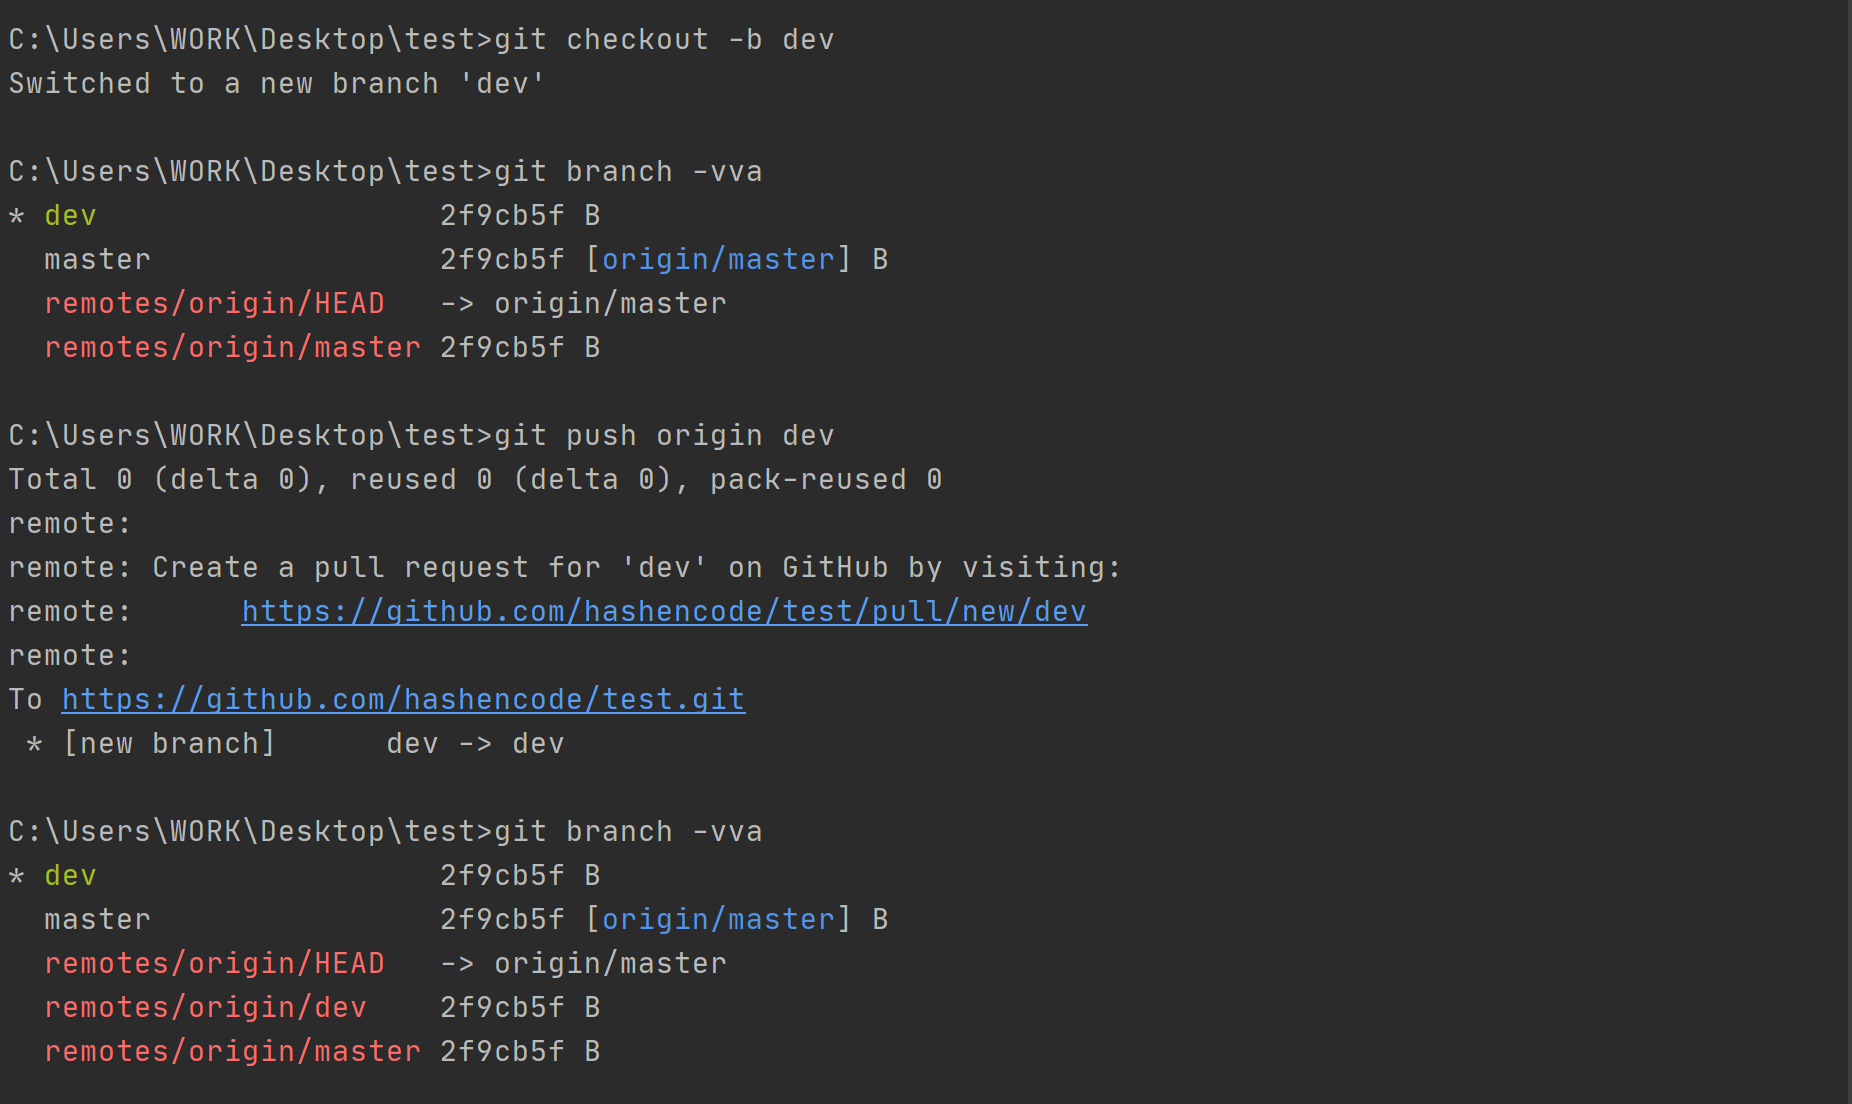 C:\Users\WORK\Desktop\test>git checkout -b dev
Switched to a new branch 'dev'
C:\Users\WORK\Desktop\test>git branch -vva
* dev                   2f9cb5f B
  master                2f9cb5f [origin/master] B
  remotes/origin/HEAD   -> origin/master
  remotes/origin/master 2f9cb5f B
C:\Users\WORK\Desktop\test>git push origin dev
Total 0 (delta 0), reused 0 (delta 0), pack-reused 0
remote:
remote: Create a pull request for 'dev' on GitHub by visiting:
remote:      https://github.com/hashencode/test/pull/new/dev
remote:
To https://github.com/hashencode/test.git
 * [new branch]      dev -> dev
C:\Users\WORK\Desktop\test>git branch -vva
* dev                   2f9cb5f B
  master                2f9cb5f [origin/master] B
  remotes/origin/HEAD   -> origin/master
  remotes/origin/dev    2f9cb5f B
  remotes/origin/master 2f9cb5f B